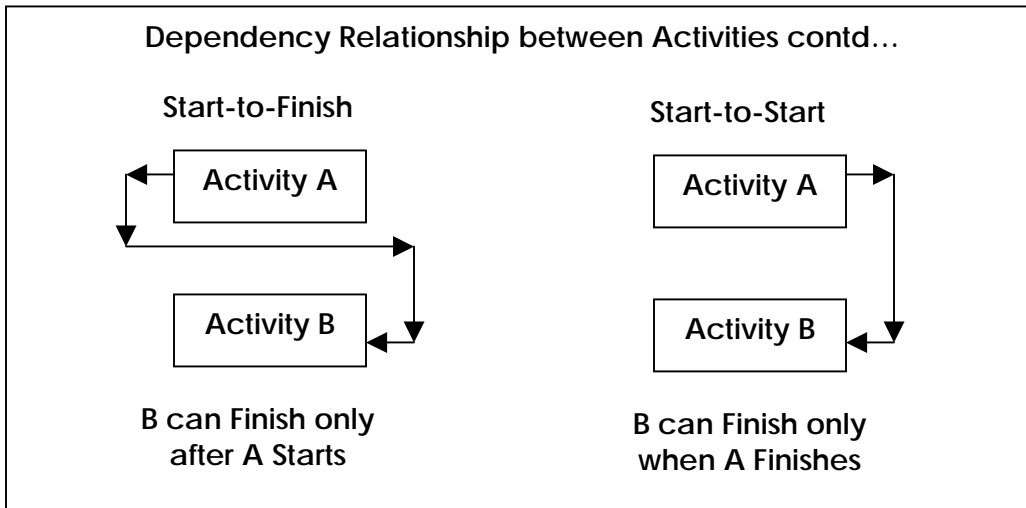 Dependency Relationship between Activities contd…
Start-to-Finish
Activity A
Activity B
B can Finish only
after A Starts
Start-to-Start
Activity A
Activity B
B can Finish only
when A Finishes